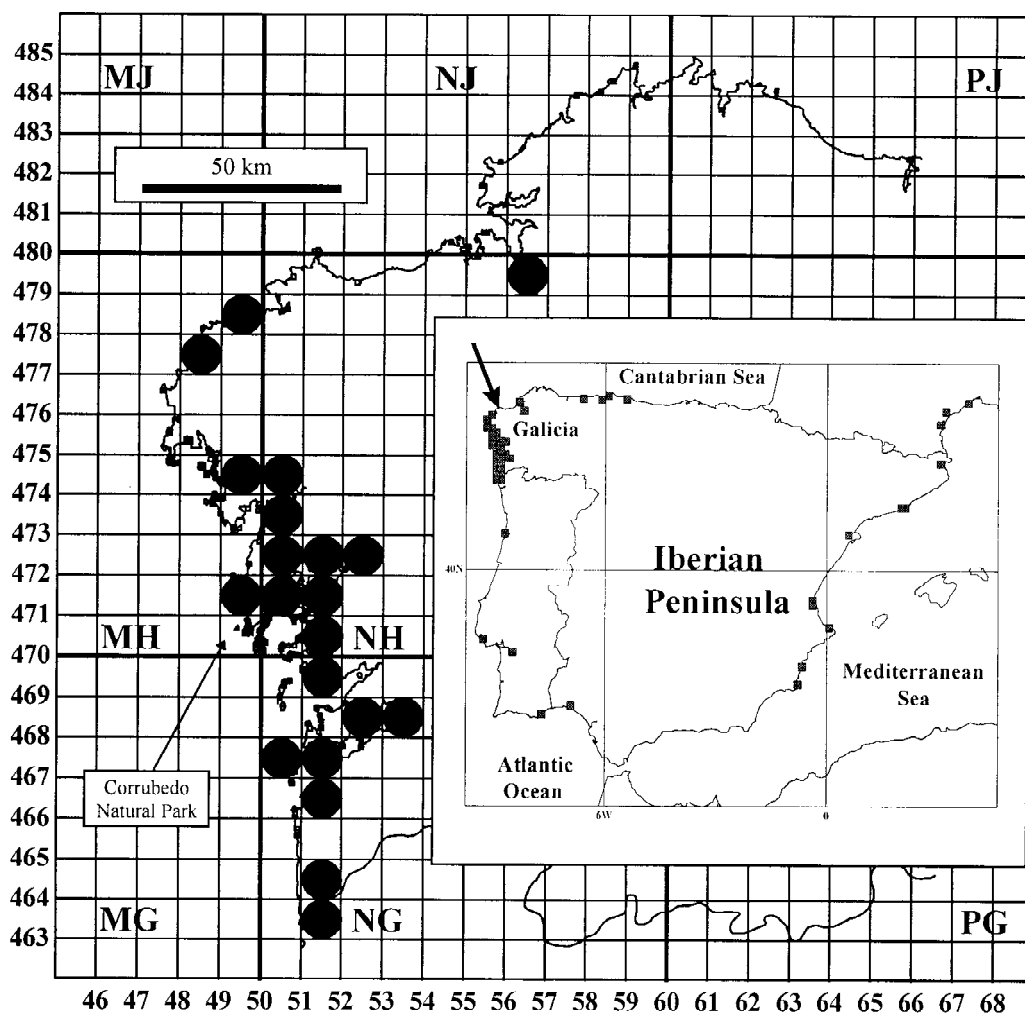 485
MJ
NJ
PJ
484
483
50 km
482
481
480
479
478
477
476
475
474
473
472
471
MH
NH
470
469
468
467
466
465
464
MG
NG
PG
463
Corrubedo
Natural Park
Cantabrian Sea
Galicia
40N
Iberian
Peninsula
Mediterranean
Sea
Atlantic
Ocean
6W
0
46 47 48 49 50 51 52 53 54 55 56 57 58 59 60 61 62 63 64 65 66 67 68